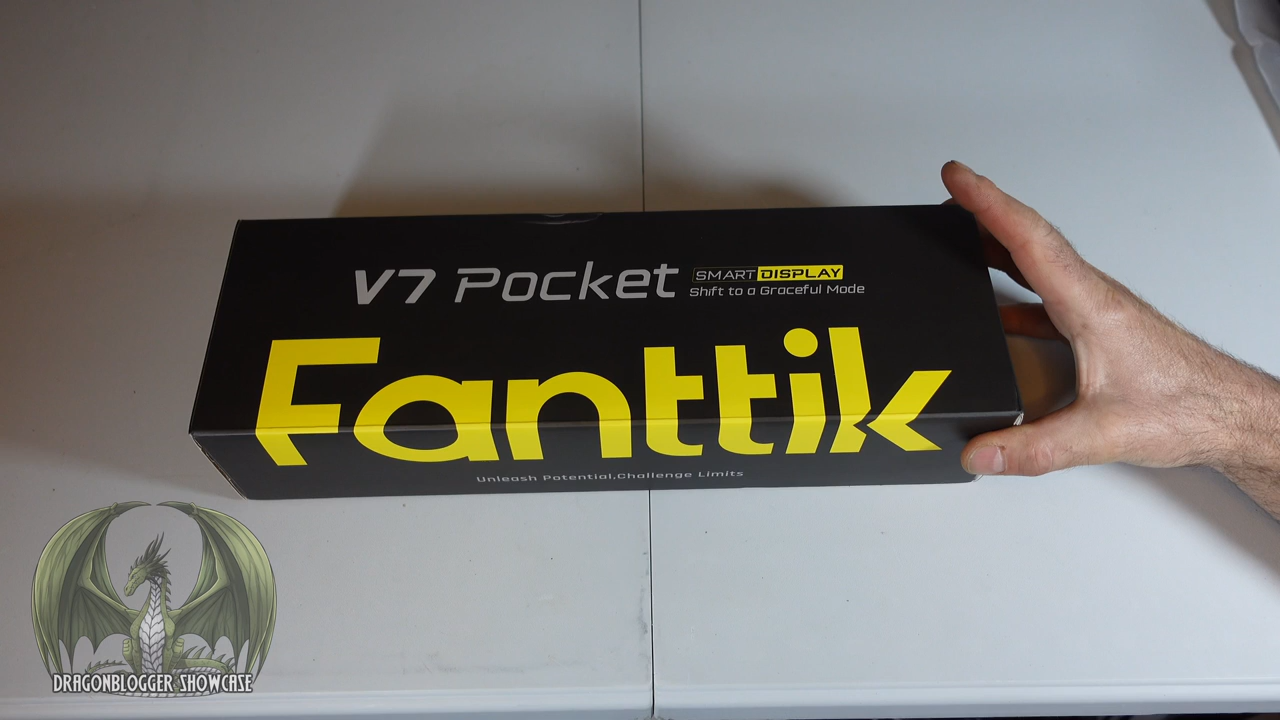 V7 Pocket SMART DISPLAY
Shift to a Graceful Mode
Fanttik
Unleash Potential,Challenge Limits
DRAGONBLOGGER SHOWCASE